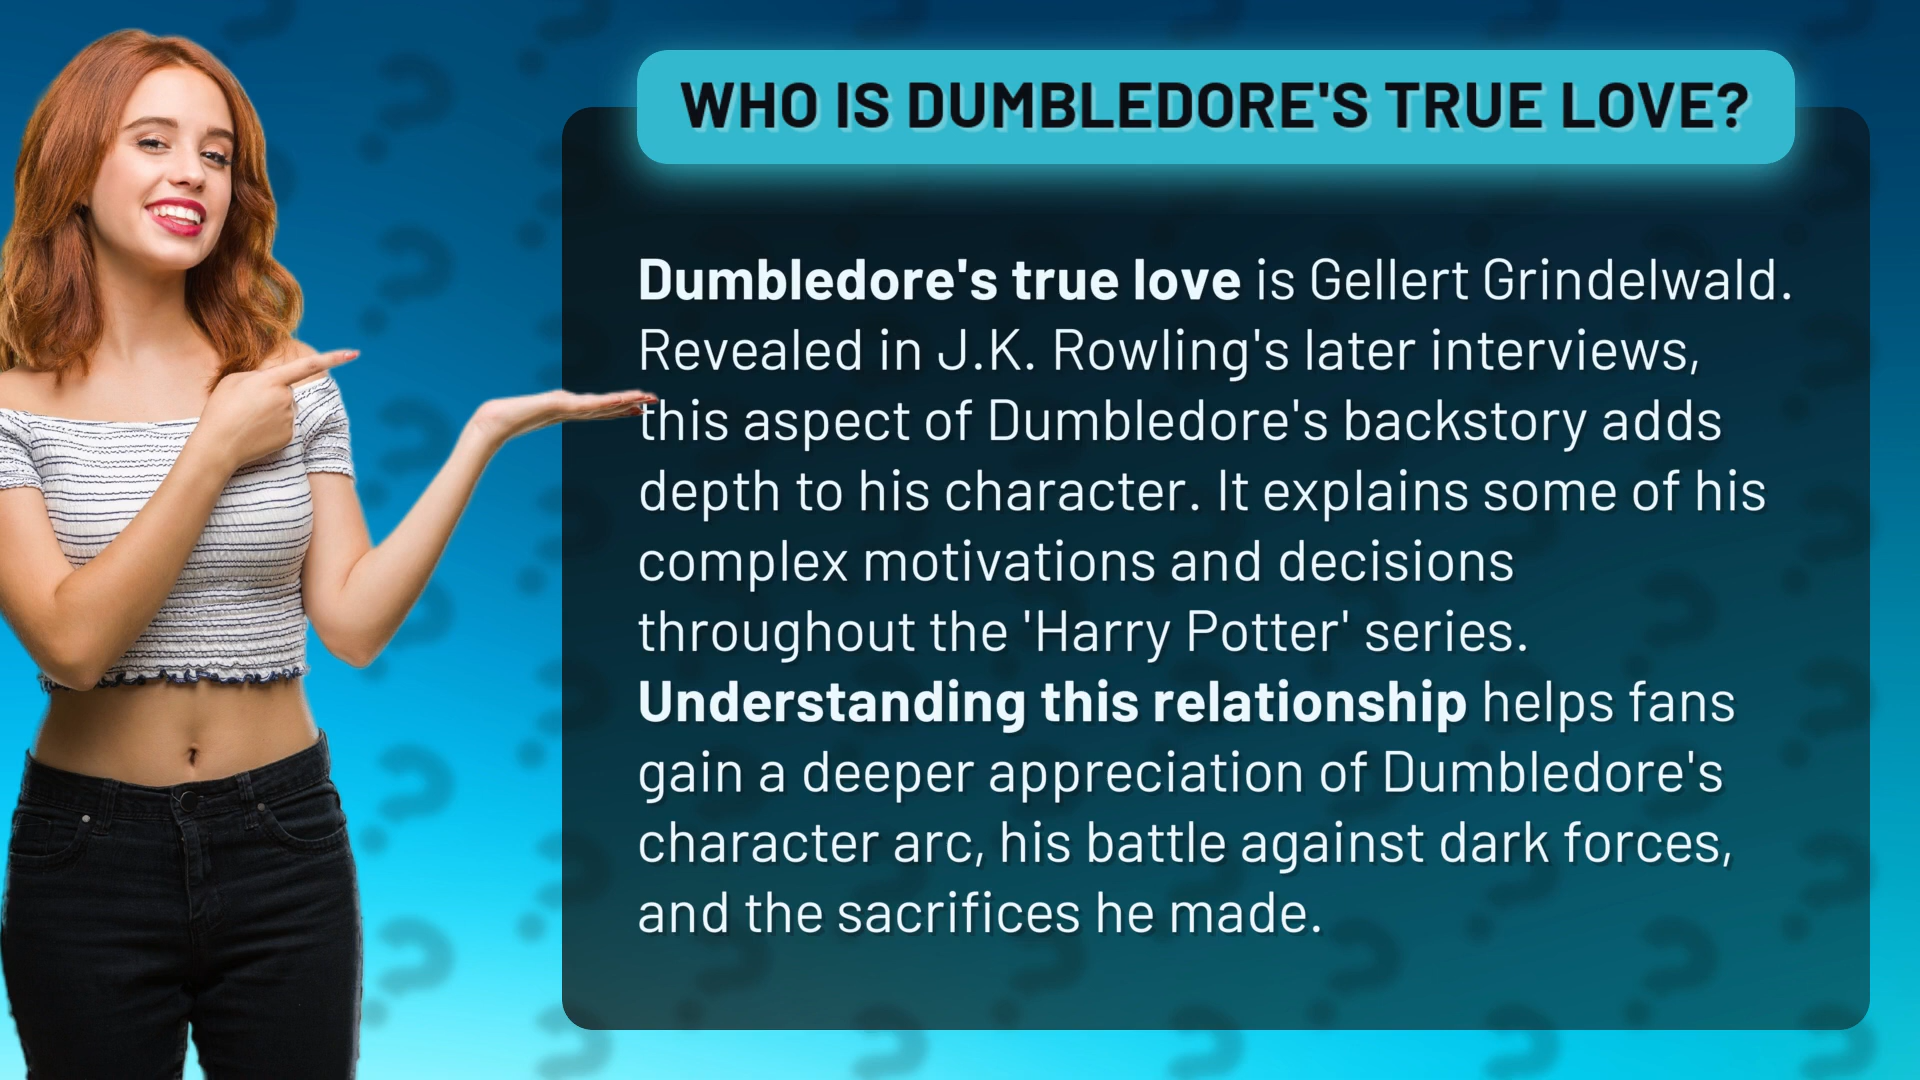 WHO IS DUMBLEDORE'S TRUE LOVE?
Dumbledore's true love is Gellert Grindelwald.
Revealed in J.K. Rowling's later interviews,
this aspect of Dumbledore's backstory adds
depth to his character. It explains some of his
complex motivations and decisions
throughout the 'Harry Potter' series.
Understanding this relationship helps fans
gain a deeper appreciation of Dumbledore's
character arc, his battle against dark forces,
and the sacrifices he made.